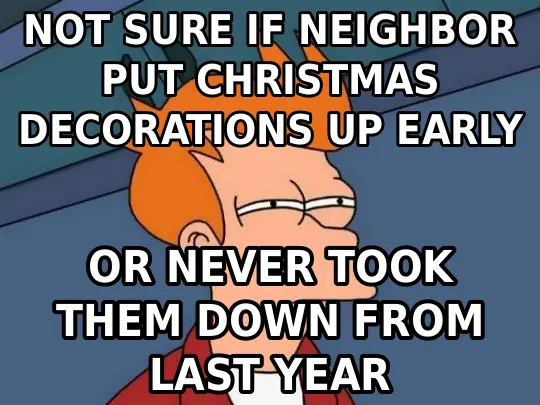 NOT SURE IF NEIGHBOR
PUT CHRISTMAS
DECORATIONS UP EARLY
OR NEVER TOOK
THEM DOWN FROM
LAST YEAR